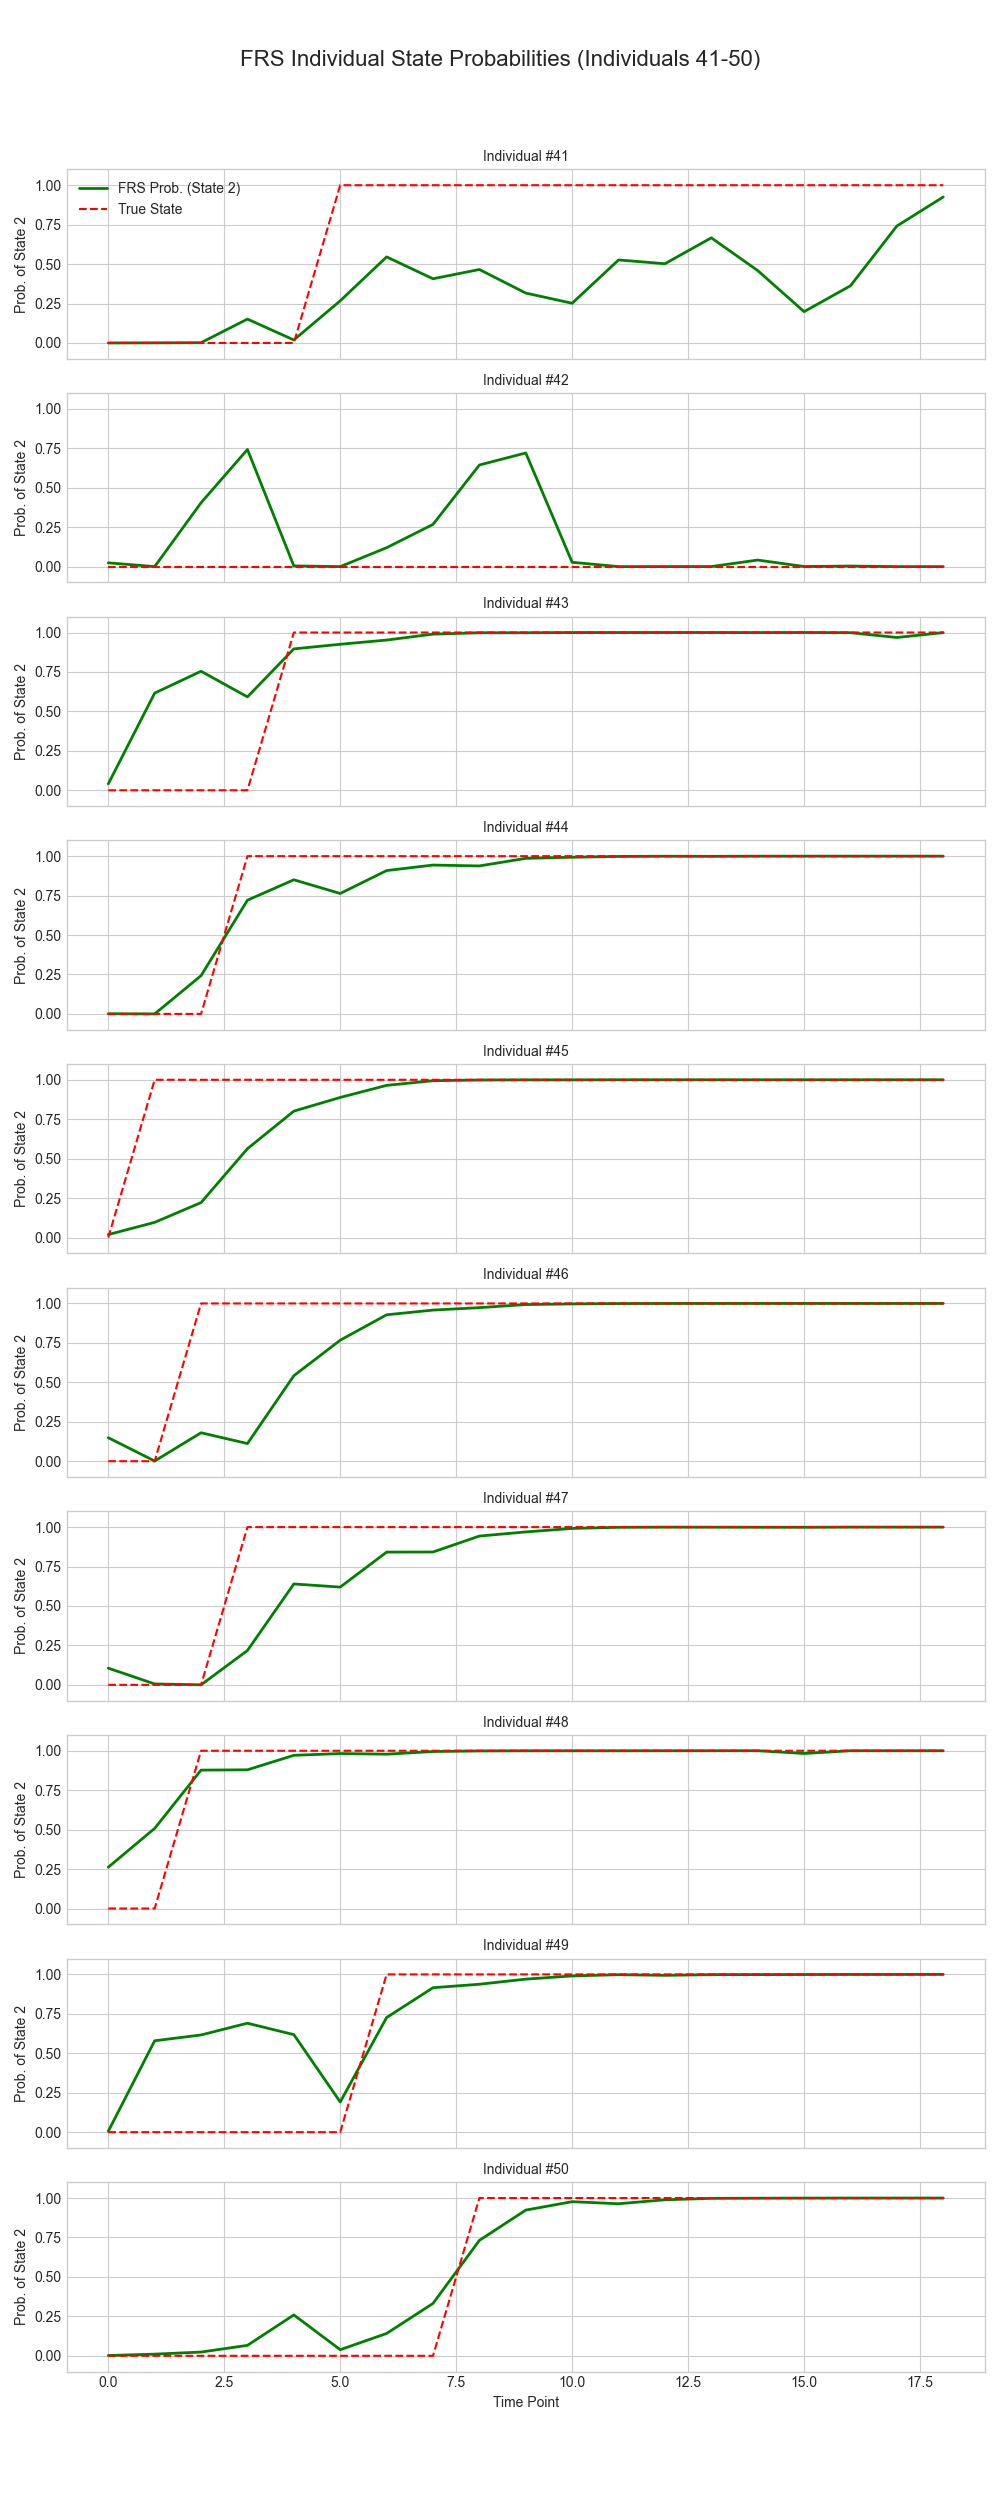 FRS Individual State Probabilities (Individuals 41-50)
Individual #41
1.00
0.75
0.50
0.25
0.00
Prob. of State 2
FRS Prob. (State 2)
True State
Individual #42
1.00
0.75
0.50
0.25
0.00
Prob. of State 2
Individual #43
1.00
0.75
0.50
0.25
0.00
Prob. of State 2
Individual #44
1.00
0.75
0.50
0.25
0.00
Prob. of State 2
Individual #45
1.00
0.75
0.50
0.25
0.00
Prob. of State 2
Individual #46
1.00
0.75
0.50
0.25
0.00
Prob. of State 2
Individual #47
1.00
0.75
0.50
0.25
0.00
Prob. of State 2
Individual #48
1.00
0.75
0.50
0.25
0.00
Prob. of State 2
Individual #49
1.00
0.75
0.50
0.25
0.00
Prob. of State 2
Individual #50
1.00
0.75
0.50
0.25
0.00
Prob. of State 2
0.0 2.5 5.0 7.5 10.0 12.5 15.0 17.5
Time Point